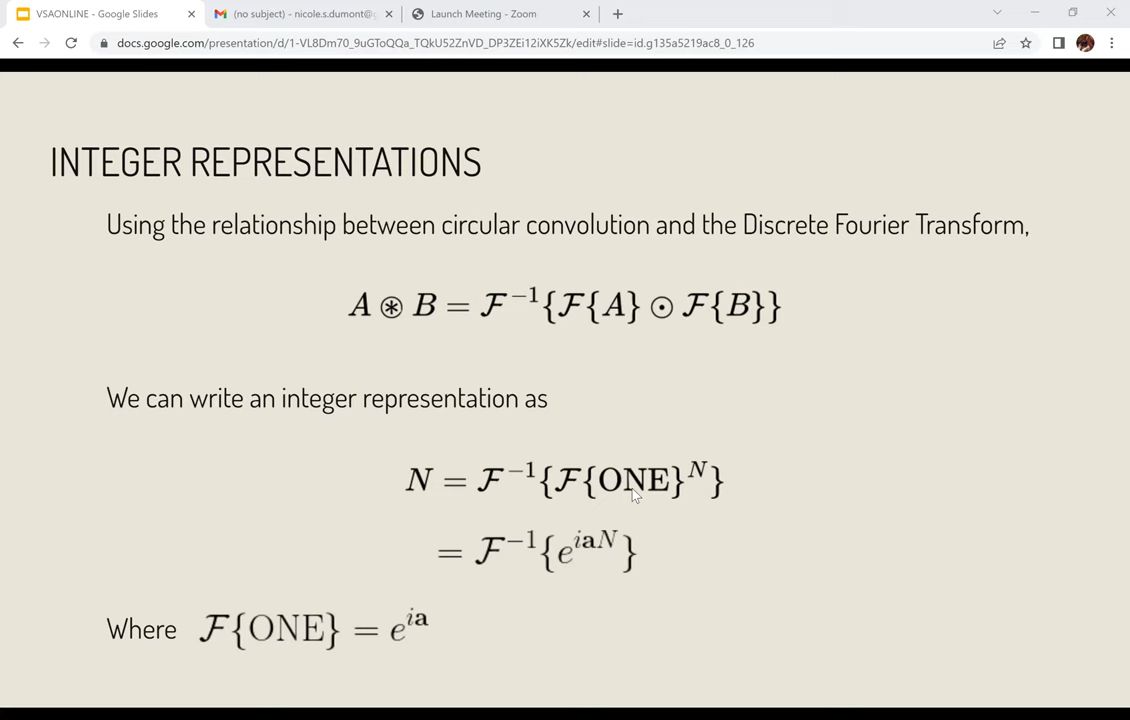 VSAONLINE - Google Slides
(no subject) - nicole.s.dumont@g
Launch Meeting - Zoom
docs.google.com/presentation/d/1-VL8Dm70_9uGToQQa_TQkU52ZnVD_DP3ZEi12iXK5Zk/edit#slide=id.g135a5219ac8_0_126
INTEGER REPRESENTATIONS
Using the relationship between circular convolution and the Discrete Fourier Transform,
A ⊛ B = ℱ⁻¹{ℱ{A} ⊙ ℱ{B}}
We can write an integer representation as
N = ℱ⁻¹{ℱ{ONE}ᴺ}
= ℱ⁻¹{e^{i𝐚N}}
Where ℱ{ONE} = e^{i𝐚}